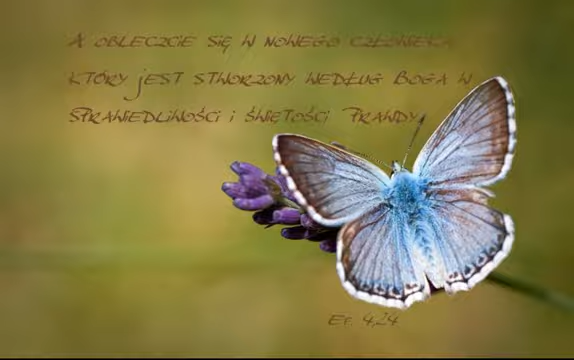 A obleczcie się w nowego człowieka
który jest stworzony według Boga w
sprawiedliwości i świętości Prawdy.
Ef. 4,24